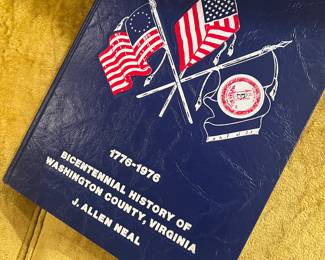 1776-1976
BICENTENNIAL HISTORY OF
WASHINGTON COUNTY, VIRGINIA
J. ALLEN NEAL